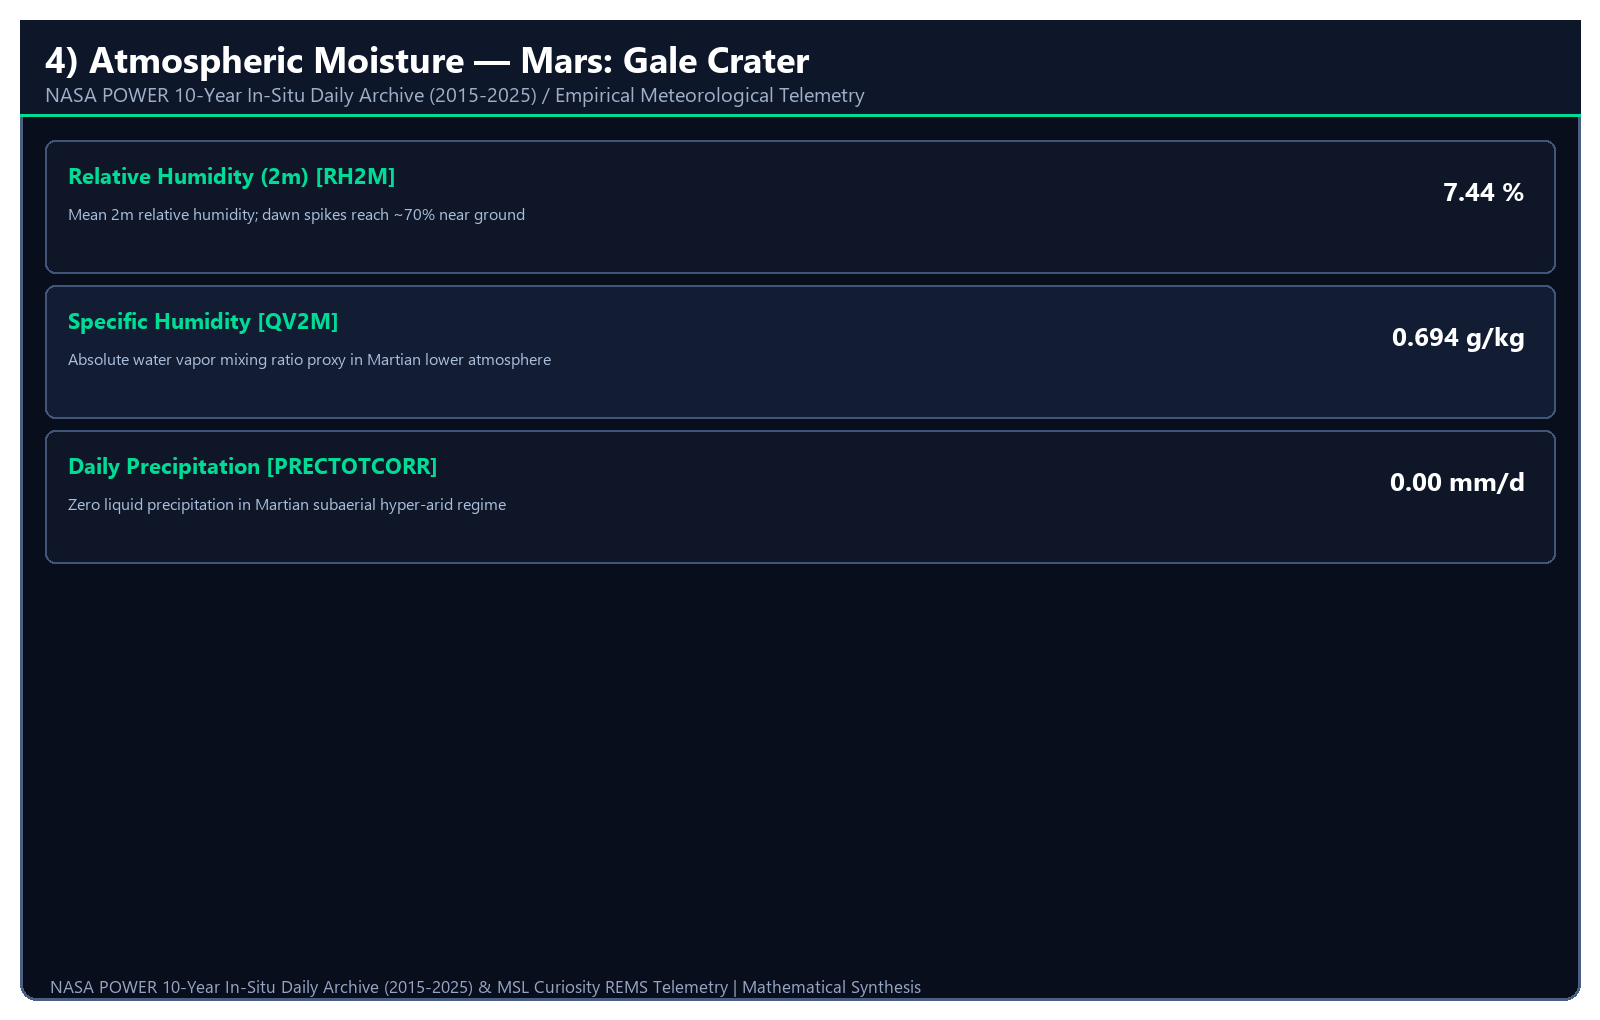 4) Atmospheric Moisture — Mars: Gale Crater
NASA POWER 10-Year In-Situ Daily Archive (2015-2025) / Empirical Meteorological Telemetry
Relative Humidity (2m) [RH2M]
7.44 %
Mean 2m relative humidity; dawn spikes reach ~70% near ground
Specific Humidity [QV2M]
0.694 g/kg
Absolute water vapor mixing ratio proxy in Martian lower atmosphere
Daily Precipitation [PRECTOTCORR]
0.00 mm/d
Zero liquid precipitation in Martian subaerial hyper-arid regime
NASA POWER 10-Year In-Situ Daily Archive (2015-2025) & MSL Curiosity REMS Telemetry | Mathematical Synthesis